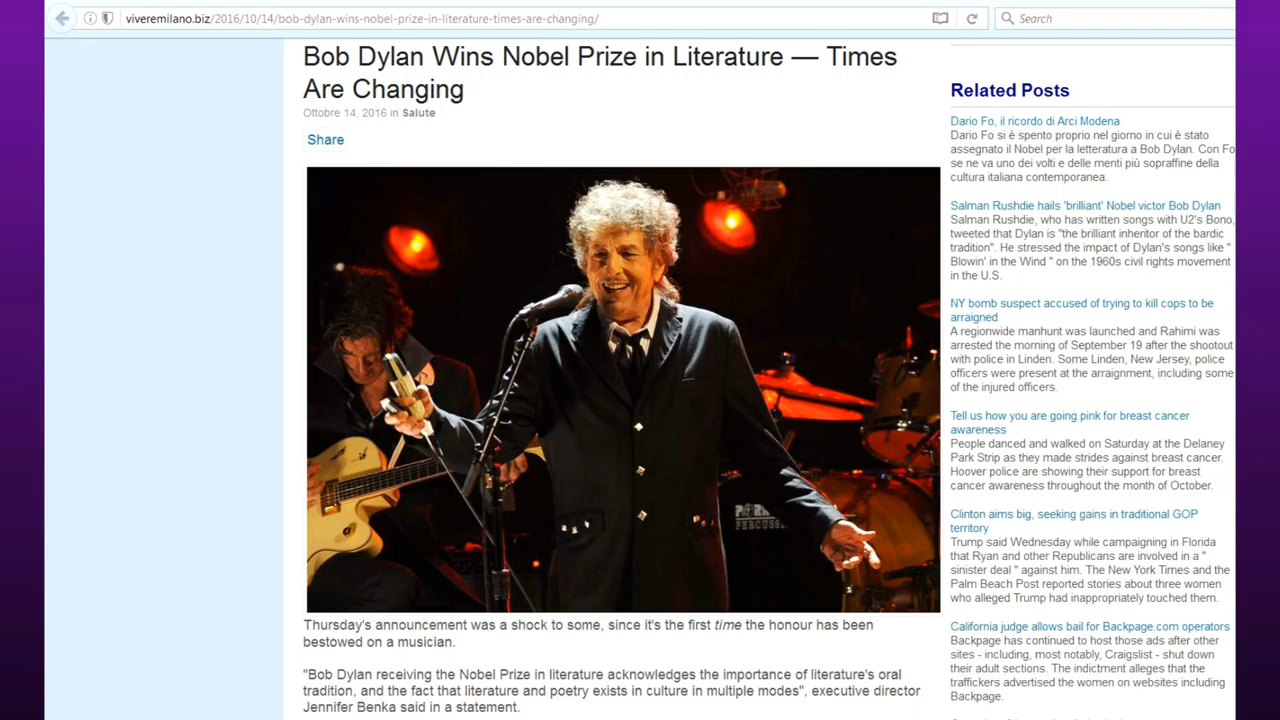 viveremilano.biz/2016/10/14/bob-dylan-wins-nobel-prize-in-literature-times-are-changing/
Search
Bob Dylan Wins Nobel Prize in Literature — Times
Are Changing
Ottobre 14, 2016 in Salute
Share
PERCUSS
Thursday's announcement was a shock to some, since it's the first time the honour has been
bestowed on a musician.
"Bob Dylan receiving the Nobel Prize in literature acknowledges the importance of literature's oral
tradition, and the fact that literature and poetry exists in culture in multiple modes", executive director
Jennifer Benka said in a statement.
Related Posts
Dario Fo, il ricordo di Arci Modena
Dario Fo si è spento proprio nel giorno in cui è stato
assegnato il Nobel per la letteratura a Bob Dylan. Con Fo
se ne va uno dei volti e delle menti più sopraffine della
cultura italiana contemporanea.
Salman Rushdie hails 'brilliant' Nobel victor Bob Dylan
Salman Rushdie, who has written songs with U2's Bono,
tweeted that Dylan is "the brilliant inheritor of the bardic
tradition". He stressed the impact of Dylan's songs like "
Blowin' in the Wind " on the 1960s civil rights movement
in the U.S.
NY bomb suspect accused of trying to kill cops to be
arraigned
A regionwide manhunt was launched and Rahimi was
arrested the morning of September 19 after the shootout
with police in Linden. Some Linden, New Jersey, police
officers were present at the arraignment, including some
of the injured officers.
Tell us how you are going pink for breast cancer
awareness
People danced and walked on Saturday at the Delaney
Park Strip as they made strides against breast cancer.
Hoover police are showing their support for breast
cancer awareness throughout the month of October.
Clinton aims big, seeking gains in traditional GOP
territory
Trump said Wednesday while campaigning in Florida
that Ryan and other Republicans are involved in a "
sinister deal " against him. The New York Times and the
Palm Beach Post reported stories about three women
who alleged Trump had inappropriately touched them.
California judge allows bail for Backpage.com operators
Backpage has continued to host those ads after other
sites - including, most notably, Craigslist - shut down
their adult sections. The indictment alleges that the
traffickers advertised the women on websites including
Backpage.